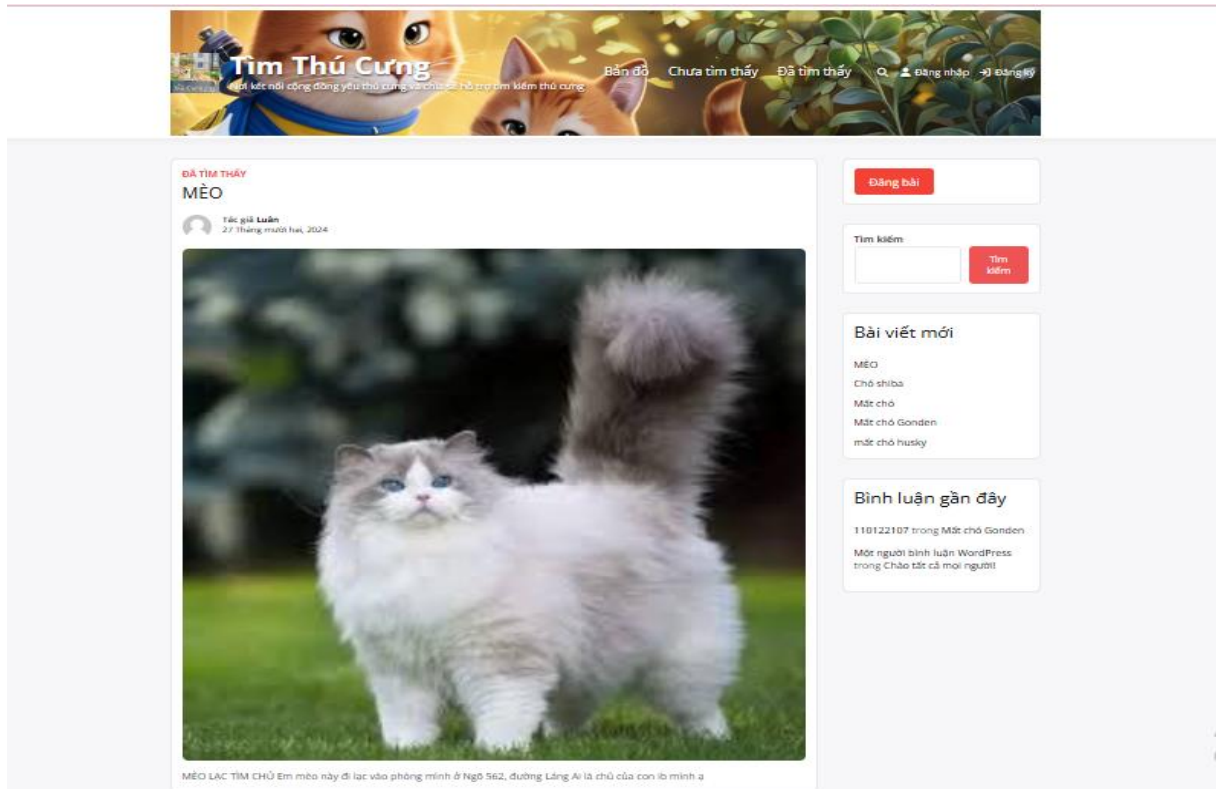 Tìm Thú Cưng
Nơi kết nối cộng đồng yêu thú cưng và chia sẻ hỗ trợ tìm kiếm thú cưng
Bản đồ Chưa tìm thấy Đã tìm thấy Đăng nhập Đăng ký
ĐÃ TÌM THẤY
MÈO
Tác giả Luân
27 Tháng mười hai, 2024
MÈO LẠC TÌM CHỦ Em mèo này đi lạc vào phòng mình ở Ngõ 562, đường Láng Ai là chủ của con ib mình ạ
Đăng bài
Tìm kiếm
Tìm
kiếm
Bài viết mới
MÈO
Chó shiba
Mất chó
Mất chó Gonden
mất chó husky
Bình luận gần đây
110122107 trong Mất chó Gonden
Một người bình luận WordPress
trong Chào tất cả mọi người!